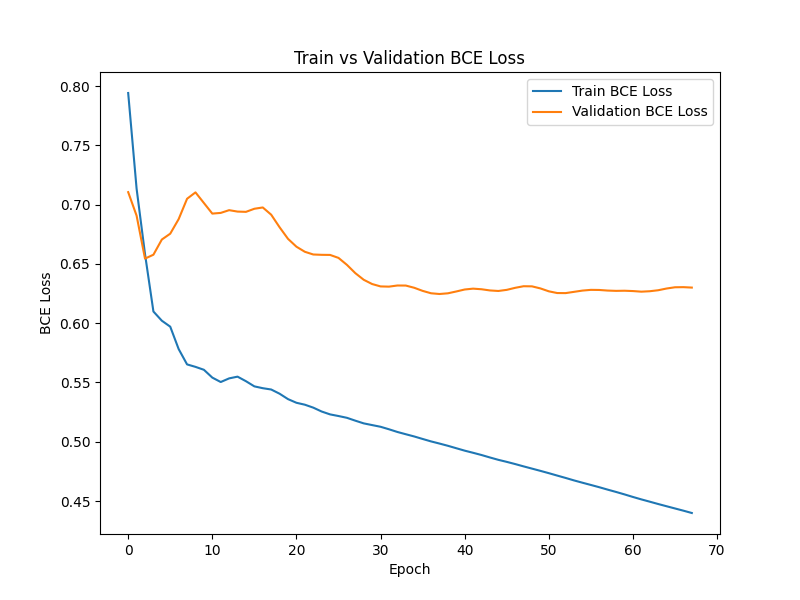 Train vs Validation BCE Loss
Train BCE Loss
Validation BCE Loss
0.80
0.75
0.70
0.65
0.60
0.55
0.50
0.45
BCE Loss
0 10 20 30 40 50 60 70
Epoch